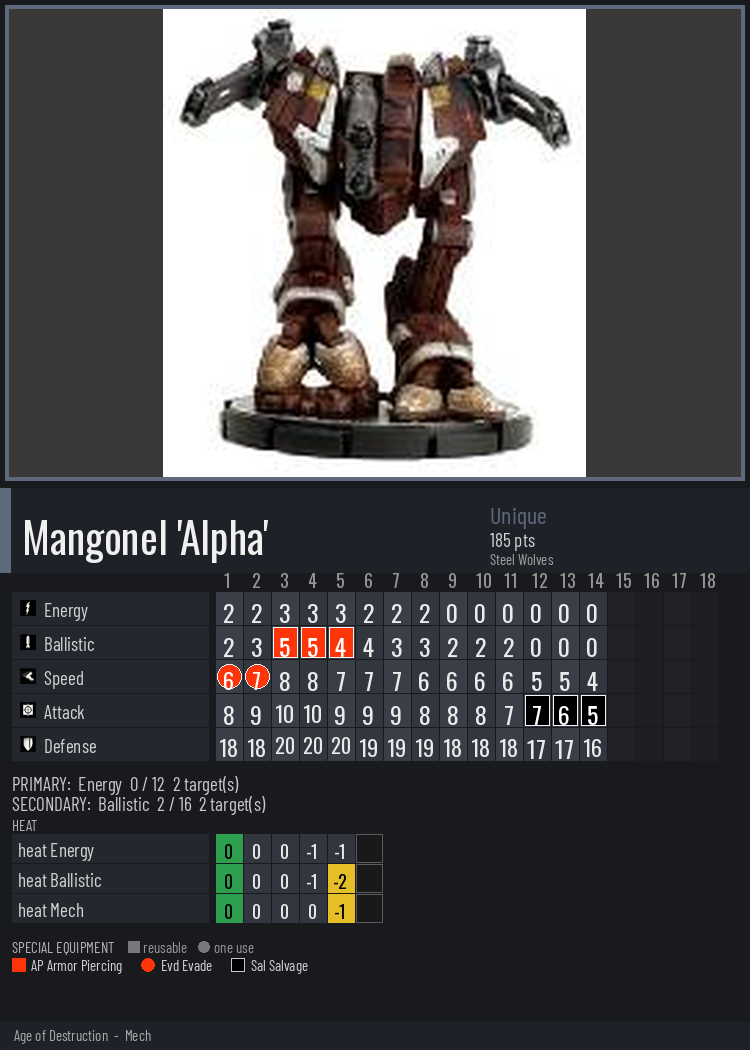 Mangonel 'Alpha'
Unique
185 pts
Steel Wolves
1 2 3 4 5 6 7 8 9 10 11 12 13 14 15 16 17 18
Energy 2 2 3 3 3 2 2 2 0 0 0 0 0 0
Ballistic 2 3 5 5 4 4 3 3 2 2 2 0 0 0
Speed 6 7 8 8 7 7 7 6 6 6 6 5 5 4
Attack 8 9 10 10 9 9 9 8 8 8 7 7 6 5
Defense 18 18 20 20 20 19 19 19 18 18 18 17 17 16
PRIMARY: Energy 0 / 12 2 target(s)
SECONDARY: Ballistic 2 / 16 2 target(s)
HEAT
heat Energy 0 0 0 -1 -1
heat Ballistic 0 0 0 -1 -2
heat Mech 0 0 0 0 -1
SPECIAL EQUIPMENT reusable one use
AP Armor Piercing Evd Evade Sal Salvage
Age of Destruction - Mech